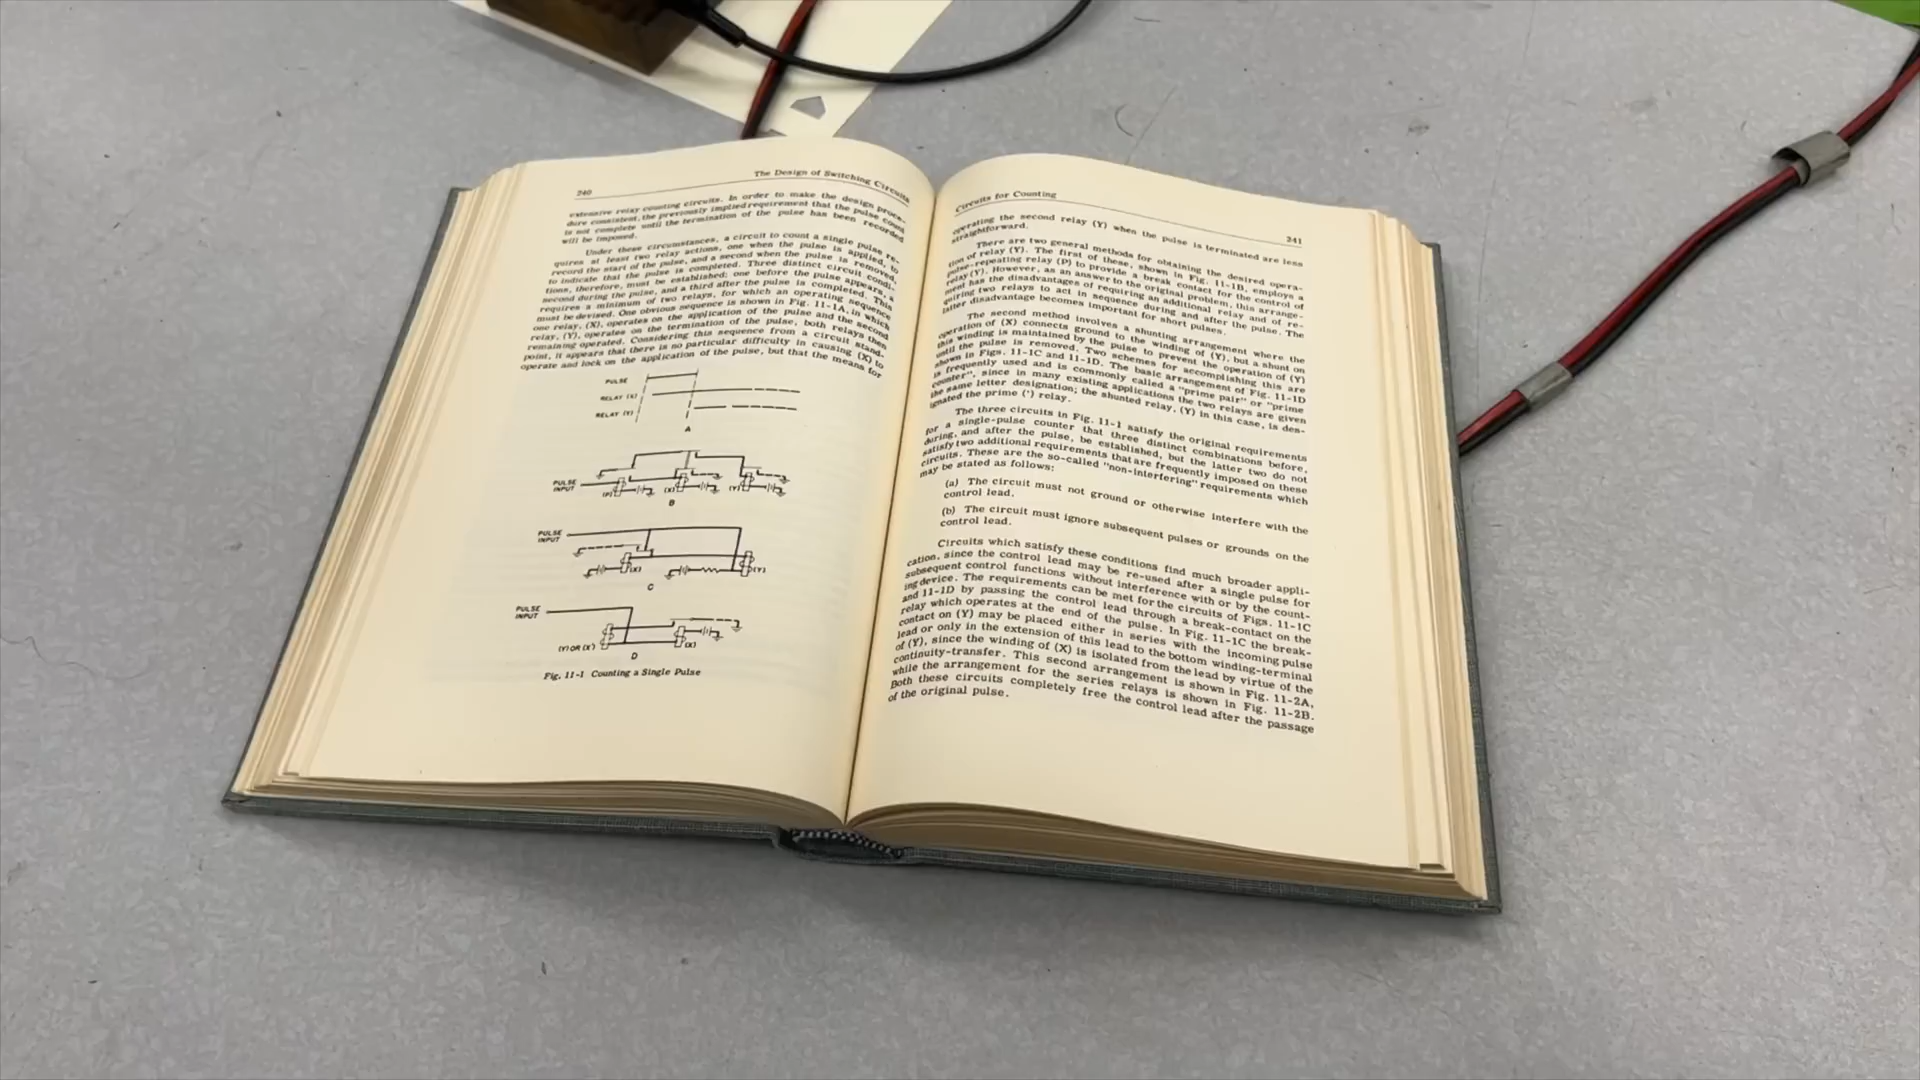 240
The Design of Switching Circuits
extensive relay counting circuits. In order to make the design proce-
dure consistent, the previously implied requirement that the pulse count
is not complete until the termination of the pulse has been recorded
will be imposed.
Under these circumstances, a circuit to count a single pulse re-
quires at least two relay actions, one when the pulse is applied, to
record the start of the pulse, and a second when the pulse is removed,
to indicate that the pulse is completed. Three distinct circuit condi-
tions, therefore, must be established: one before the pulse appears, a
second during the pulse, and a third after the pulse is completed. This
requires a minimum of two relays, for which an operating sequence
must be devised. One obvious sequence is shown in Fig. 11-1A, in which
one relay, (X), operates on the application of the pulse and the second
relay, (Y), operates on the termination of the pulse, both relays then
remaining operated. Considering this sequence from a circuit stand-
point, it appears that there is no particular difficulty in causing (X) to
operate and lock on the application of the pulse, but that the means for
PULSE
RELAY (X)
RELAY (Y)
A
PULSE
INPUT
(P)
(X)
(Y)
B
PULSE
INPUT
(X)
(Y)
C
PULSE
INPUT
(Y) OR (X')
(X)
D
Fig. 11-1 Counting a Single Pulse
Circuits for Counting
241
operating the second relay (Y) when the pulse is terminated are less
straightforward.
There are two general methods for obtaining the desired opera-
tion of relay (Y). The first of these, shown in Fig. 11-1B, employs a
pulse-repeating relay (P) to provide a break contact for the control of
relay (Y). However, as an answer to the original problem, this arrange-
ment has the disadvantages of requiring an additional relay and of re-
quiring two relays to act in sequence during and after the pulse. The
latter disadvantage becomes important for short pulses.
The second method involves a shunting arrangement where the
operation of (X) connects ground to the winding of (Y), but a shunt on
this winding is maintained by the pulse to prevent the operation of (Y)
until the pulse is removed. Two schemes for accomplishing this are
shown in Figs. 11-1C and 11-1D. The basic arrangement of Fig. 11-1D
is frequently used and is commonly called a "prime pair" or "prime
counter", since in many existing applications the two relays are given
the same letter designation; the shunted relay, (Y) in this case, is des-
ignated the prime (') relay.
The three circuits in Fig. 11-1 satisfy the original requirements
for a single-pulse counter that three distinct combinations before,
during, and after the pulse, be established, but the latter two do not
satisfy two additional requirements that are frequently imposed on these
circuits. These are the so-called "non-interfering" requirements which
may be stated as follows:
(a) The circuit must not ground or otherwise interfere with the
control lead.
(b) The circuit must ignore subsequent pulses or grounds on the
control lead.
Circuits which satisfy these conditions find much broader appli-
cation, since the control lead may be re-used after a single pulse for
subsequent control functions without interference with or by the count-
ing device. The requirements can be met for the circuits of Figs. 11-1C
and 11-1D by passing the control lead through a break-contact on the
relay which operates at the end of the pulse. In Fig. 11-1C the break-
contact on (Y) may be placed either in series with the incoming pulse
lead or only in the extension of this lead to the bottom winding-terminal
of (Y), since the winding of (X) is isolated from the lead by virtue of the
continuity-transfer. This second arrangement is shown in Fig. 11-2A,
while the arrangement for the series relays is shown in Fig. 11-2B.
Both these circuits completely free the control lead after the passage
of the original pulse.